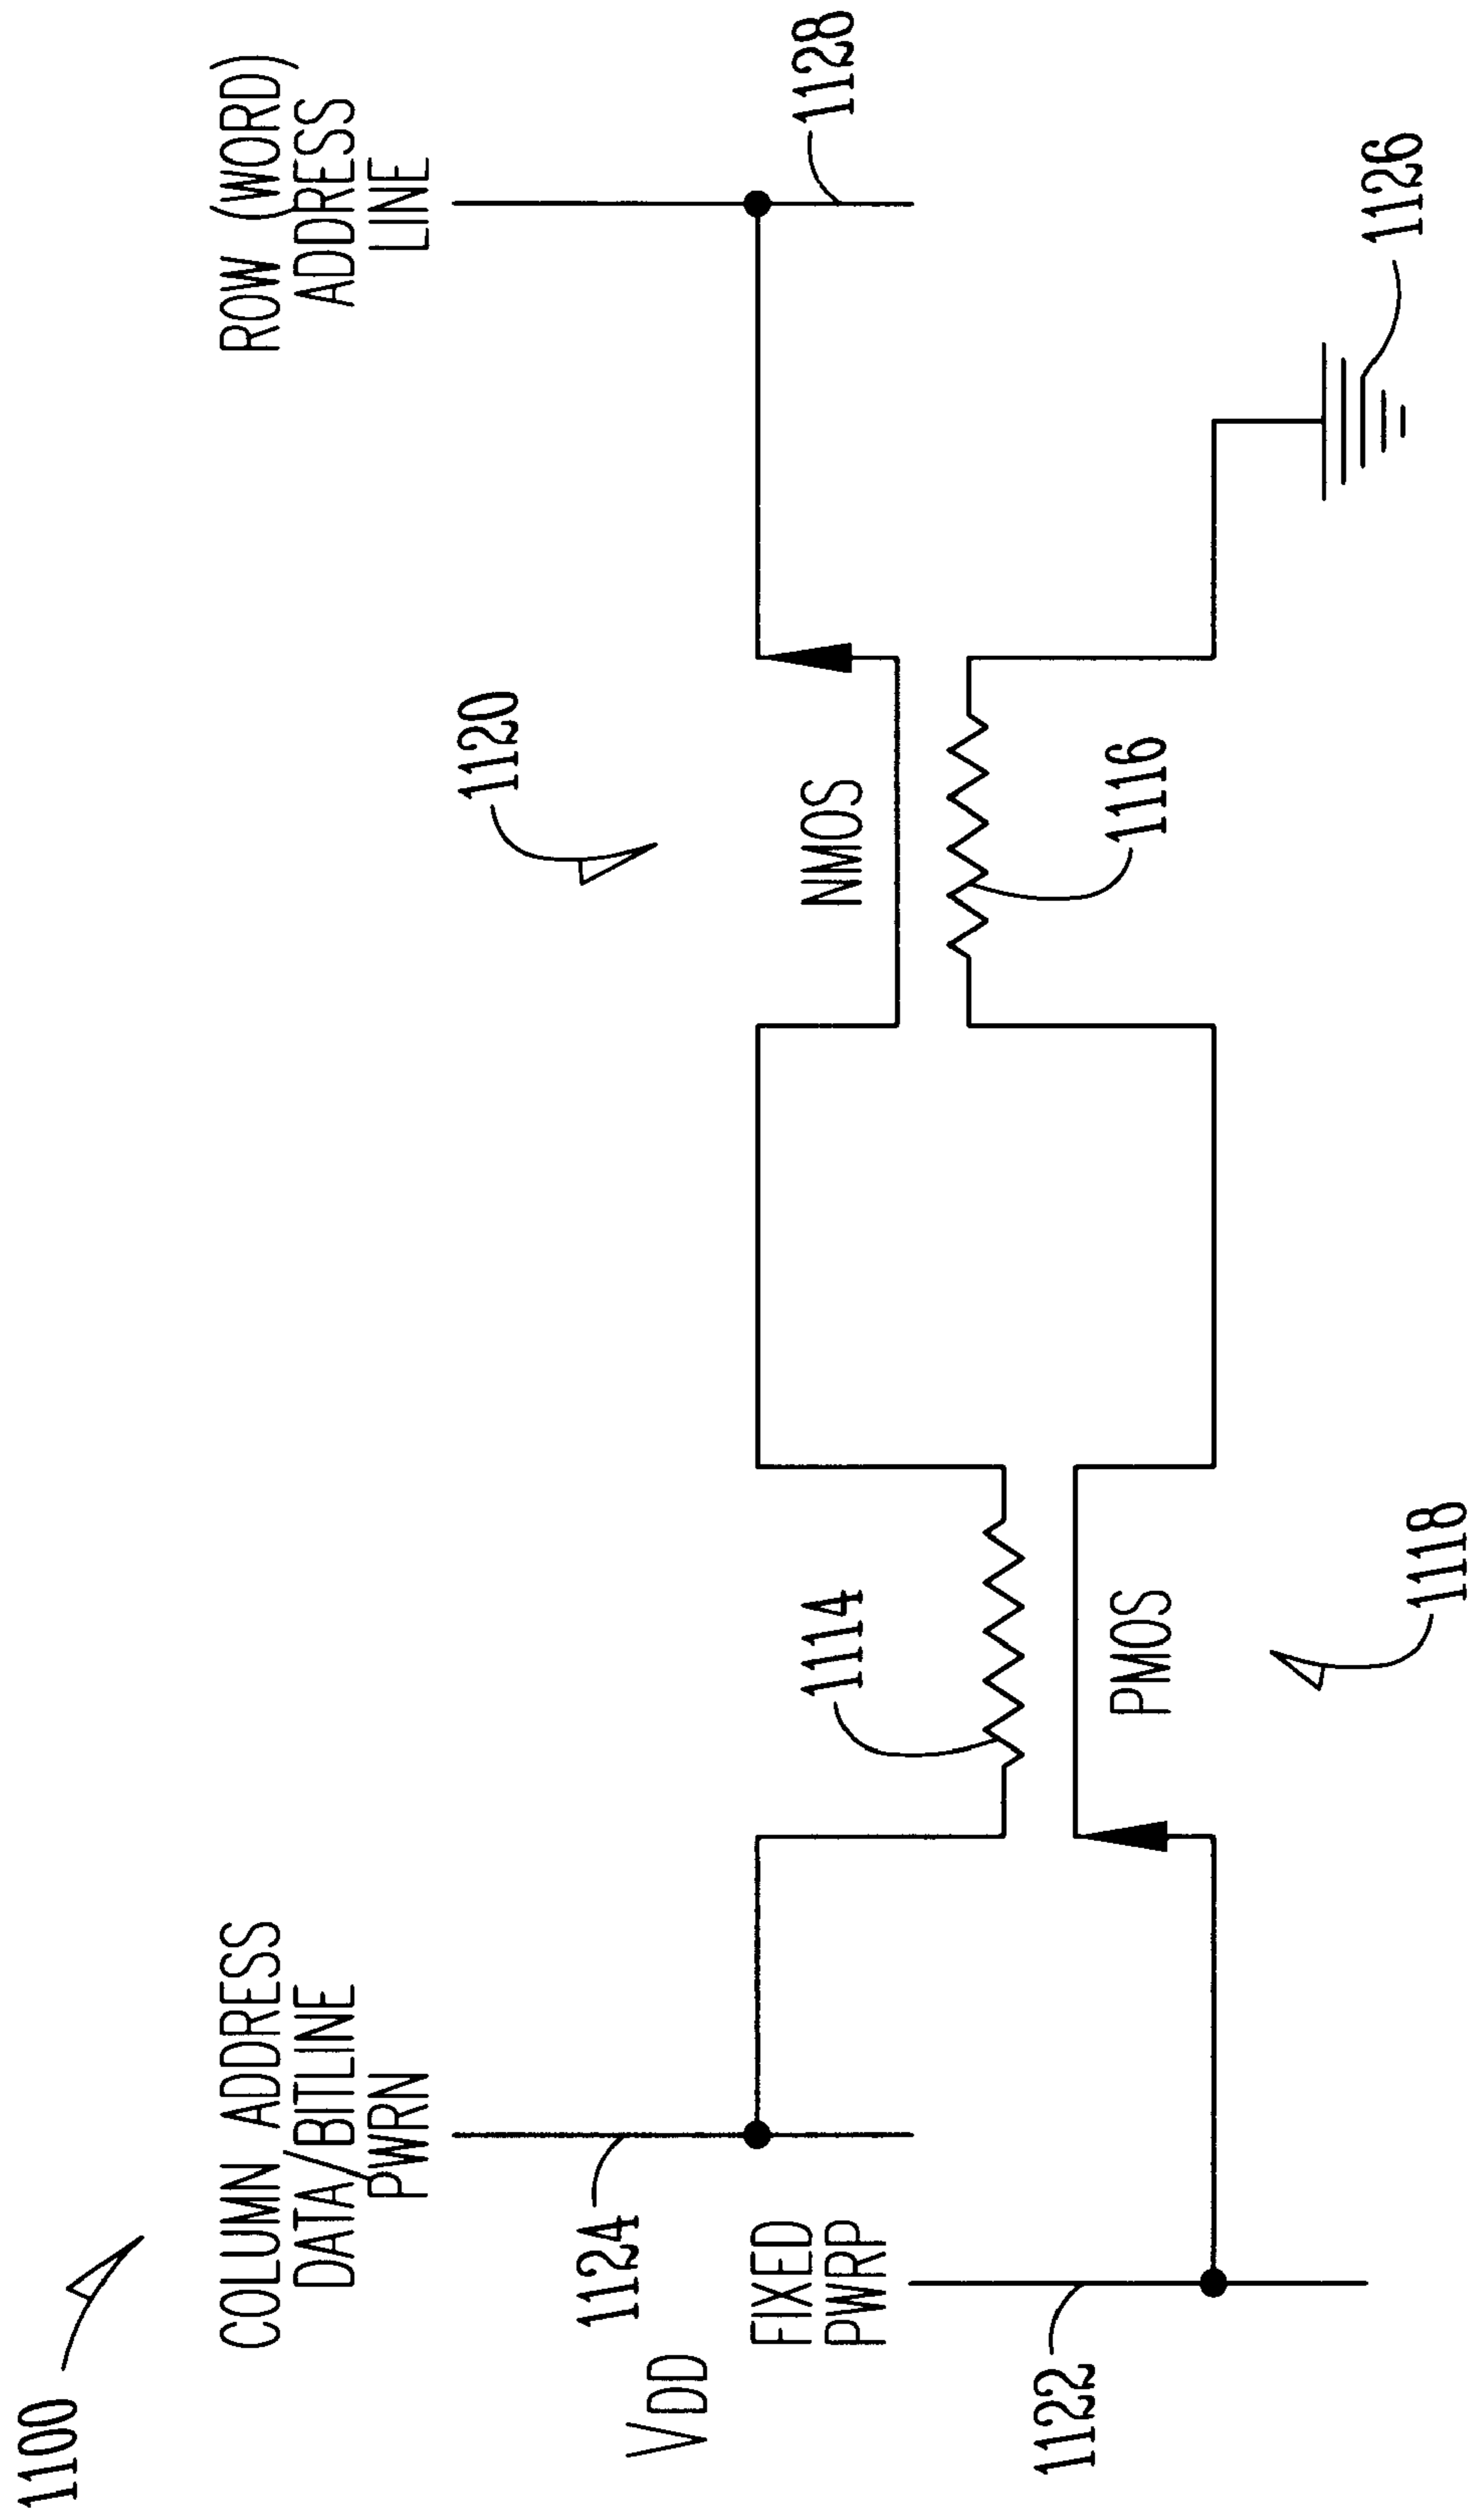 1100
COLUMN ADDRESS
DATA/BITLINE
PWRN
ROW (WORD)
ADDRESS
LINE
1120
1124
1114
NMOS
1128
VDD
FIXED
PWRP
1122
PMOS
1116
1118
1126